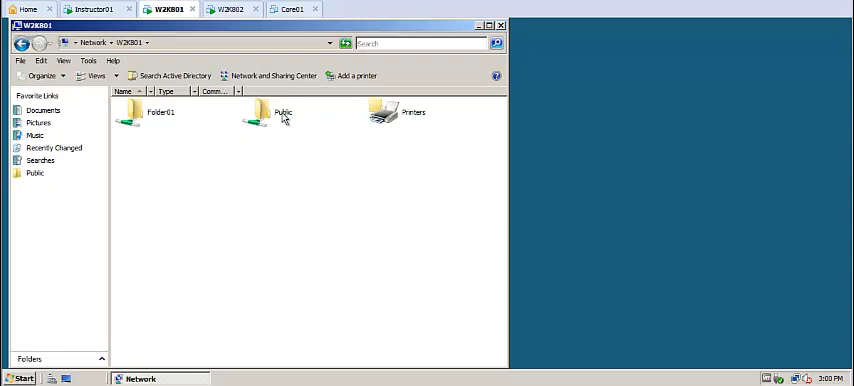 Home Instructor01 W2K801 W2K802 Core01
W2K801
Network W2K801 Search
File Edit View Tools Help
Organize Views Search Active Directory Network and Sharing Center Add a printer
Favorite Links
Name Type Comm...
Documents
Pictures
Music
Recently Changed
Searches
Public
Folder01 Public Printers
Folders
Start Network 3:00 PM